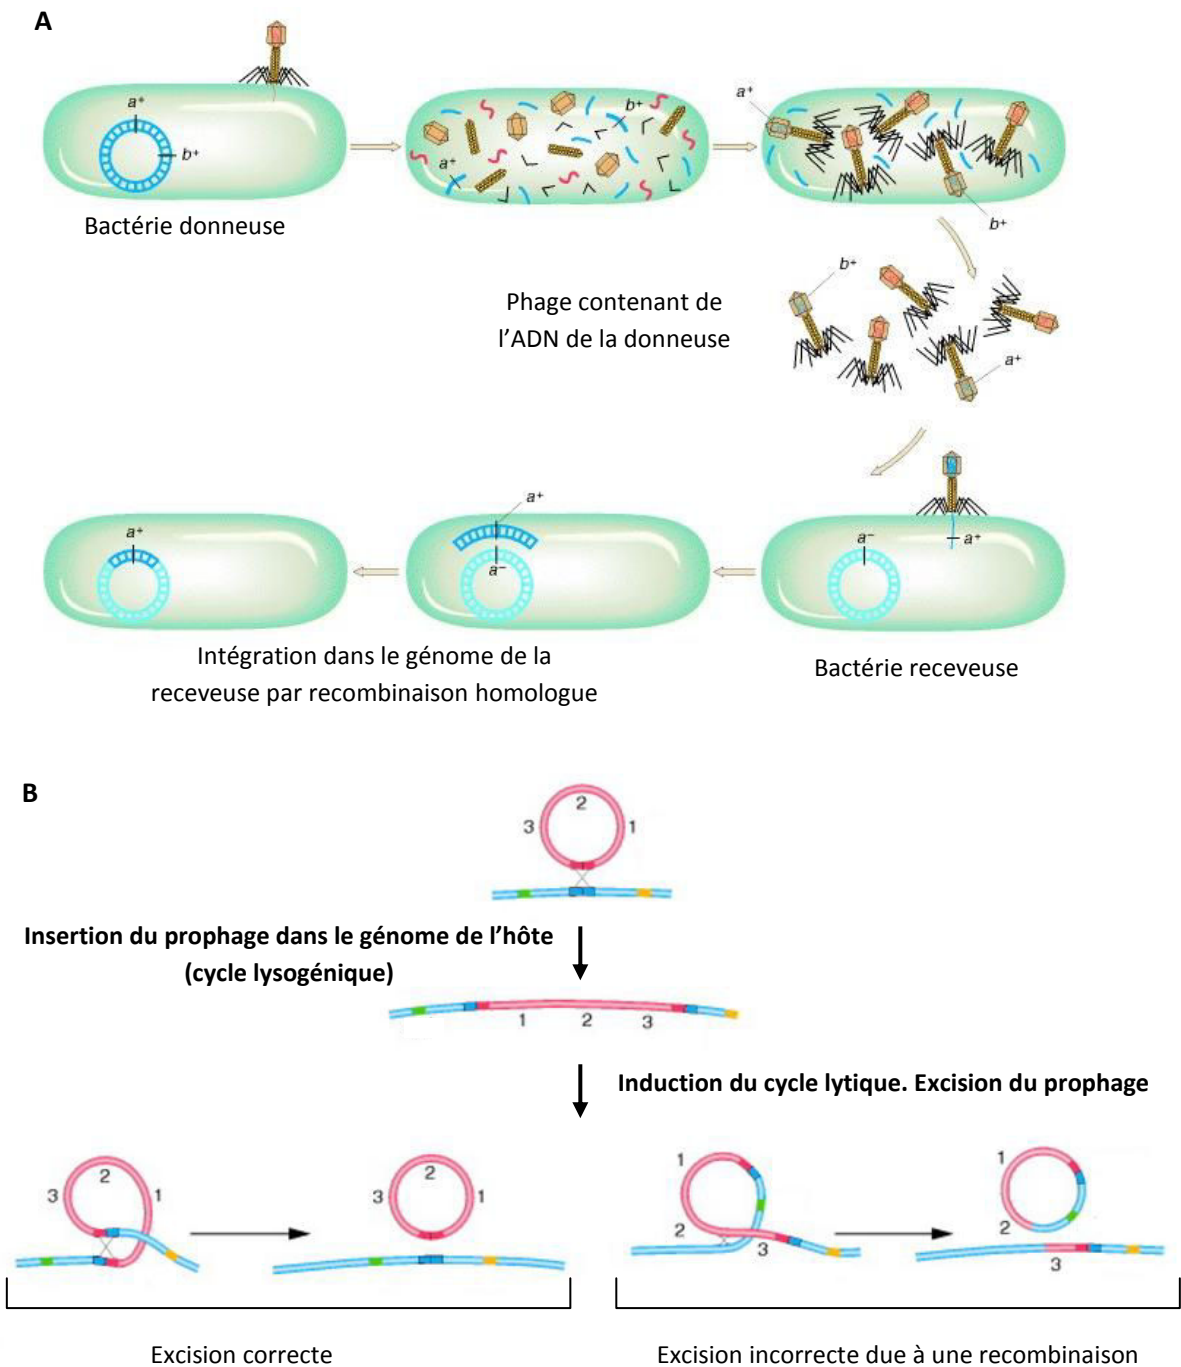 A
a⁺
b⁺
b⁺
a⁺
a⁺
b⁺
Bactérie donneuse
Phage contenant de
l’ADN de la donneuse
b⁺
a⁺
a⁺
a⁺
a⁻
a⁻
a⁺
Intégration dans le génome de la
receveuse par recombinaison homologue
Bactérie receveuse
B
2
3 1
Insertion du prophage dans le génome de l’hôte
(cycle lysogénique)
1 2 3
Induction du cycle lytique. Excision du prophage
2
3 1
2
3 1
1
2
3
1
2
3
Excision correcte
Excision incorrecte due à une recombinaison